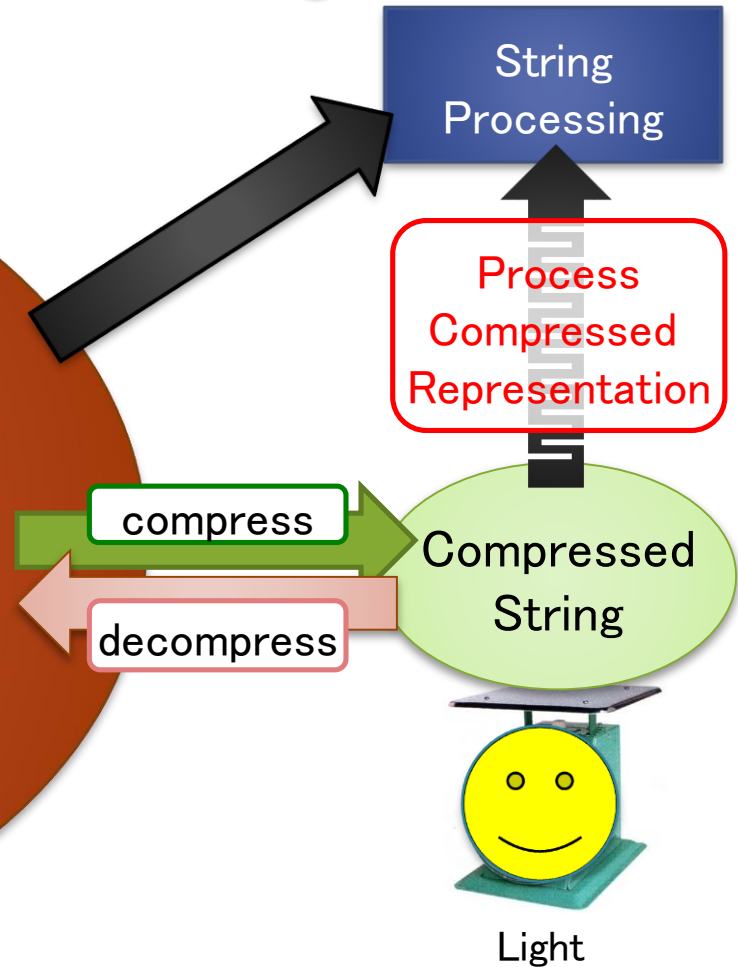 String
Processing
Process
Compressed
Representation
compress
Compressed
String
decompress
Light